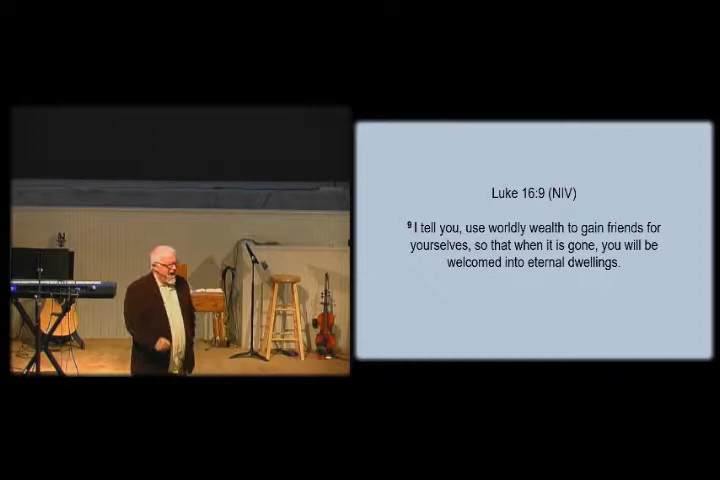 Luke 16:9 (NIV)
9 I tell you, use worldly wealth to gain friends for
yourselves, so that when it is gone, you will be
welcomed into eternal dwellings.